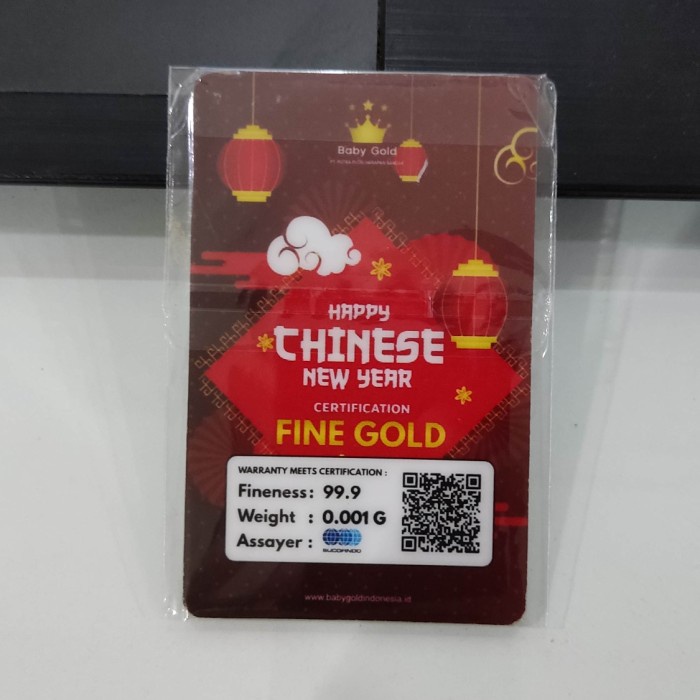 Baby Gold
HAPPY
CHINESE
NEW YEAR
CERTIFICATION
FINE GOLD
WARRANTY MEETS CERTIFICATION :
Fineness : 99.9
Weight : 0.001 G
Assayer :
SUCOFINDO
www.babygoldindonesia.id